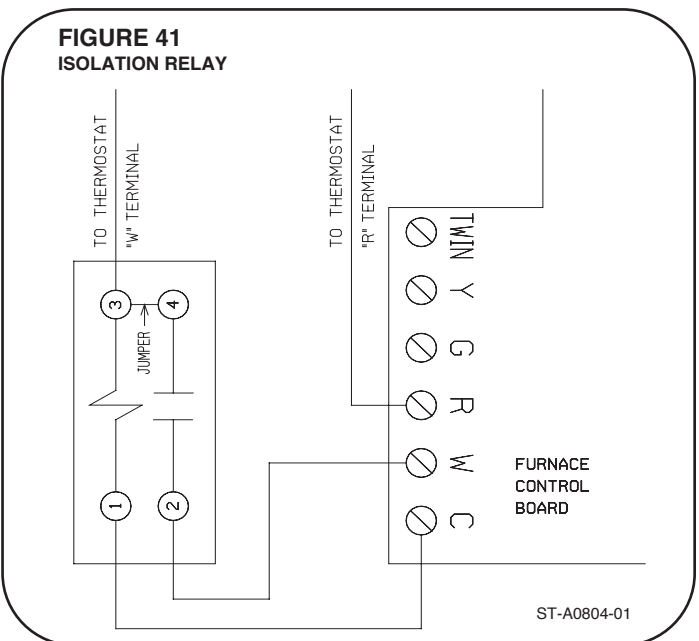 FIGURE 41
ISOLATION RELAY
TO THERMOSTAT
"W" TERMINAL
TO THERMOSTAT
"R" TERMINAL
3
4
JUMPER
1
2
TWIN
Y
G
R
W
C
FURNACE
CONTROL
BOARD
ST-A0804-01